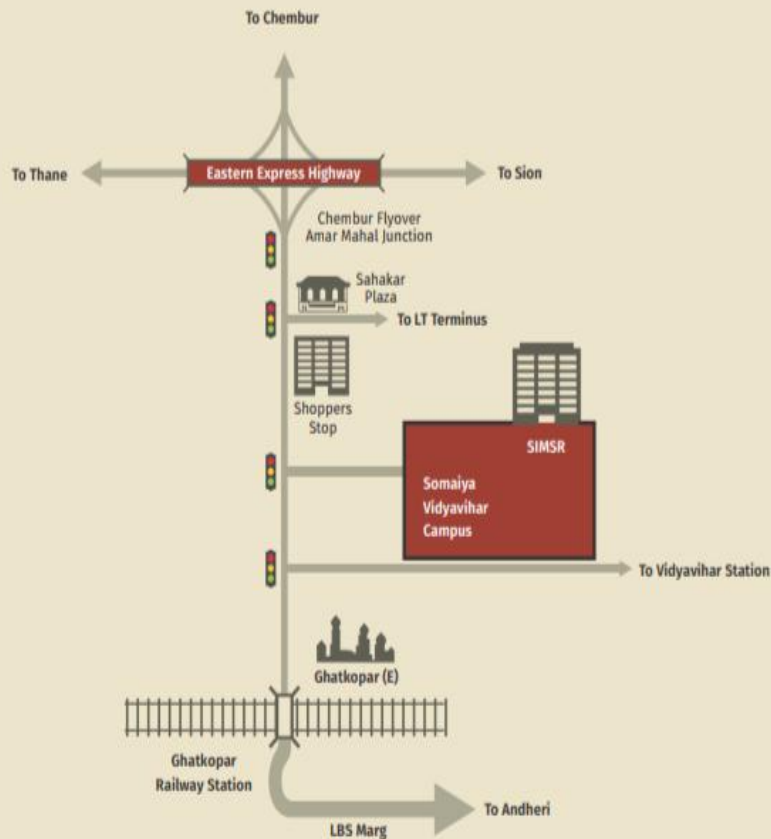 To Chembur
To Thane
Eastern Express Highway
To Sion
Chembur Flyover
Amar Mahal Junction
Sahakar
Plaza
To LT Terminus
Shoppers
Stop
SIMSR
Somaiya
Vidyavihar
Campus
To Vidyavihar Station
Ghatkopar (E)
Ghatkopar
Railway Station
To Andheri
LBS Marg